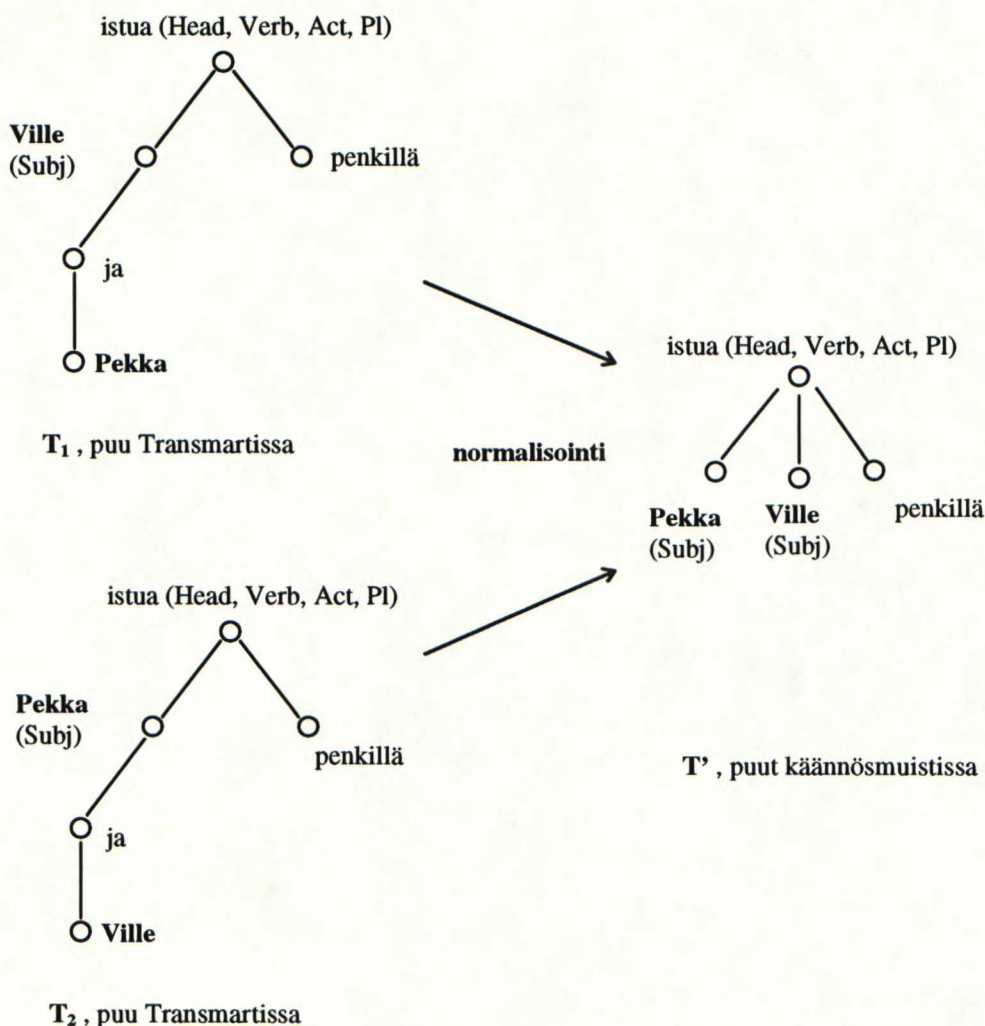 istua (Head, Verb, Act, Pl)
Ville
(Subj)
penkillä
ja
Pekka
T₁ , puu Transmartissa
normalisointi
istua (Head, Verb, Act, Pl)
Pekka
(Subj)
Ville
(Subj)
penkillä
T' , puut käännösmuistissa
istua (Head, Verb, Act, Pl)
Pekka
(Subj)
penkillä
ja
Ville
T₂ , puu Transmartissa